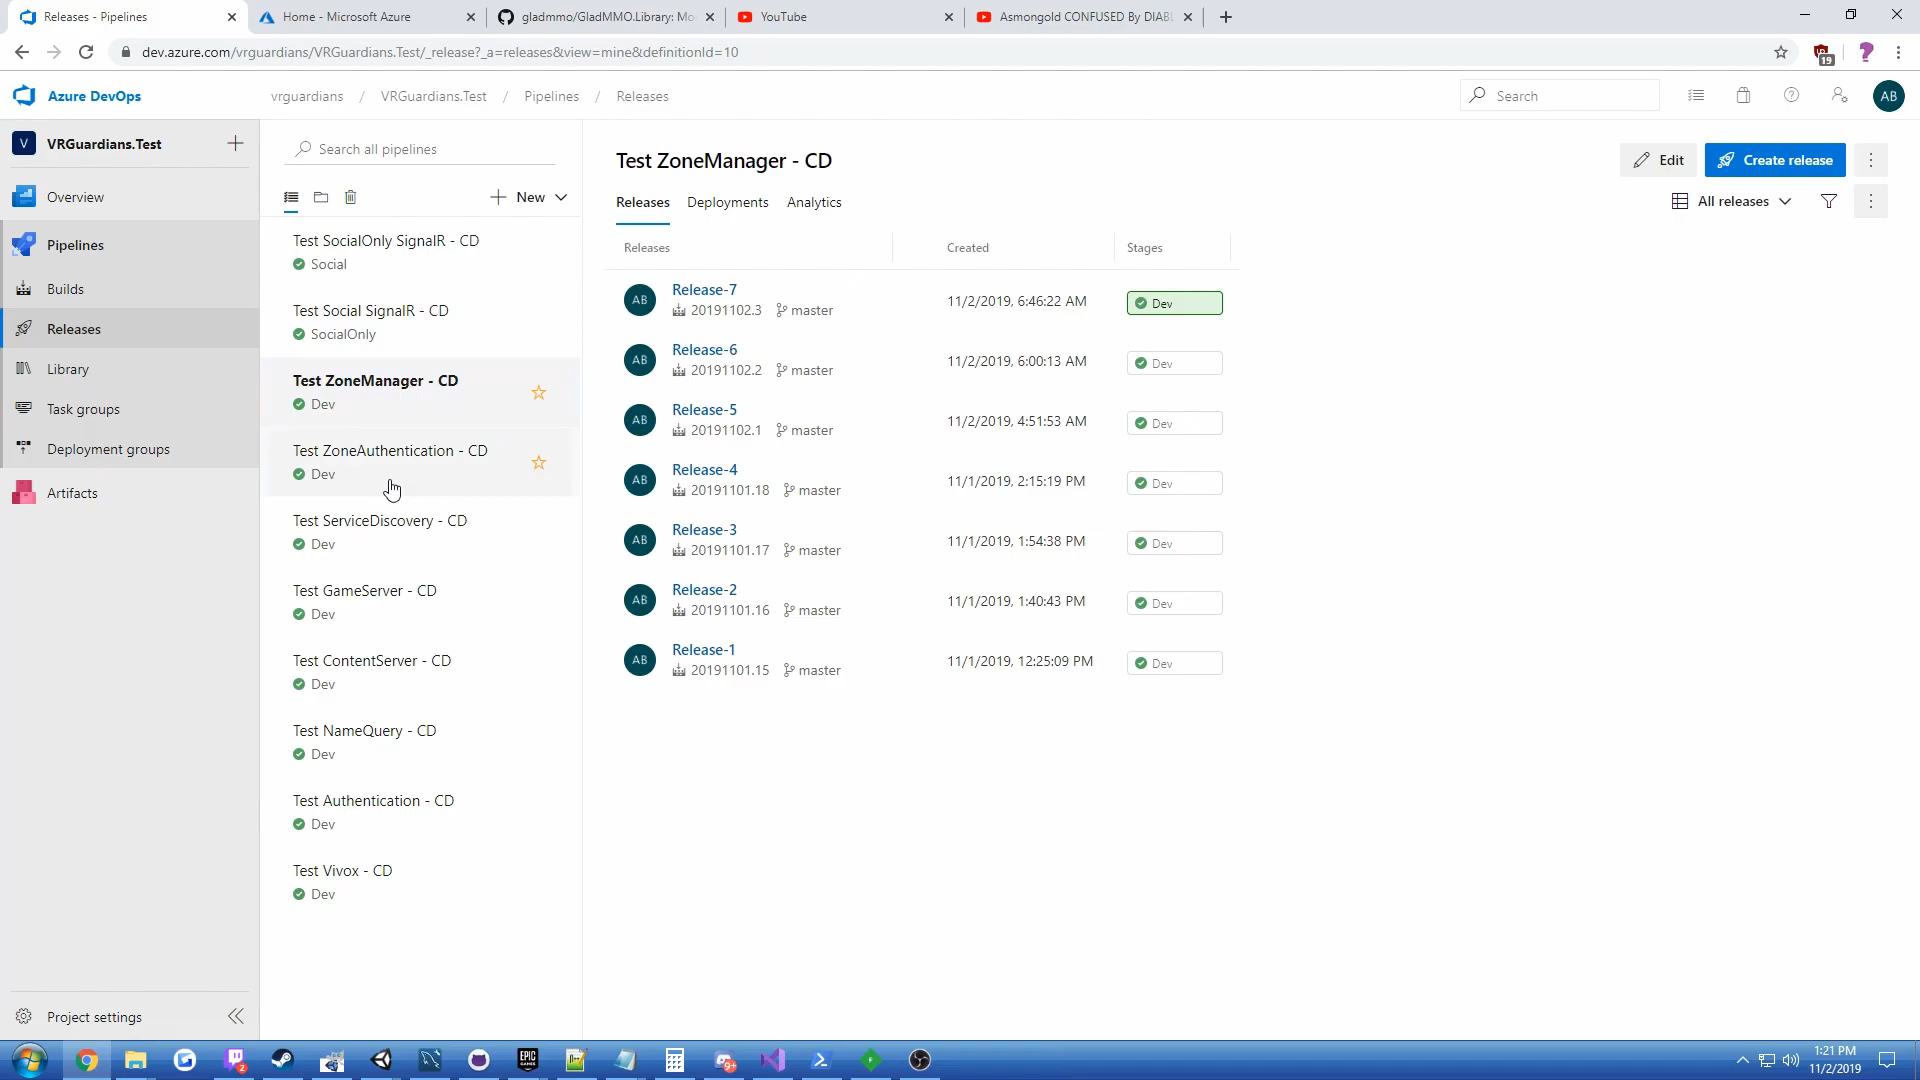 Releases - Pipelines
Home - Microsoft Azure
gladmmo/GladMMO.Library: Mo
YouTube
Asmongold CONFUSED By DIABL
dev.azure.com/vrguardians/VRGuardians.Test/_release?_a=releases&view=mine&definitionId=10
19
Azure DevOps
vrguardians / VRGuardians.Test / Pipelines / Releases
Search
AB
V VRGuardians.Test
Overview
Pipelines
Builds
Releases
Library
Task groups
Deployment groups
Artifacts
Project settings
Search all pipelines
New
Test SocialOnly SignalR - CD
Social
Test Social SignalR - CD
SocialOnly
Test ZoneManager - CD
Dev
Test ZoneAuthentication - CD
Dev
Test ServiceDiscovery - CD
Dev
Test GameServer - CD
Dev
Test ContentServer - CD
Dev
Test NameQuery - CD
Dev
Test Authentication - CD
Dev
Test Vivox - CD
Dev
Test ZoneManager - CD
Edit
Create release
Releases Deployments Analytics
All releases
Releases Created Stages
AB Release-7 11/2/2019, 6:46:22 AM Dev
20191102.3 master
AB Release-6 11/2/2019, 6:00:13 AM Dev
20191102.2 master
AB Release-5 11/2/2019, 4:51:53 AM Dev
20191102.1 master
AB Release-4 11/1/2019, 2:15:19 PM Dev
20191101.18 master
AB Release-3 11/1/2019, 1:54:38 PM Dev
20191101.17 master
AB Release-2 11/1/2019, 1:40:43 PM Dev
20191101.16 master
AB Release-1 11/1/2019, 12:25:09 PM Dev
20191101.15 master
2
EPIC
GAMES
9+
1:21 PM
11/2/2019